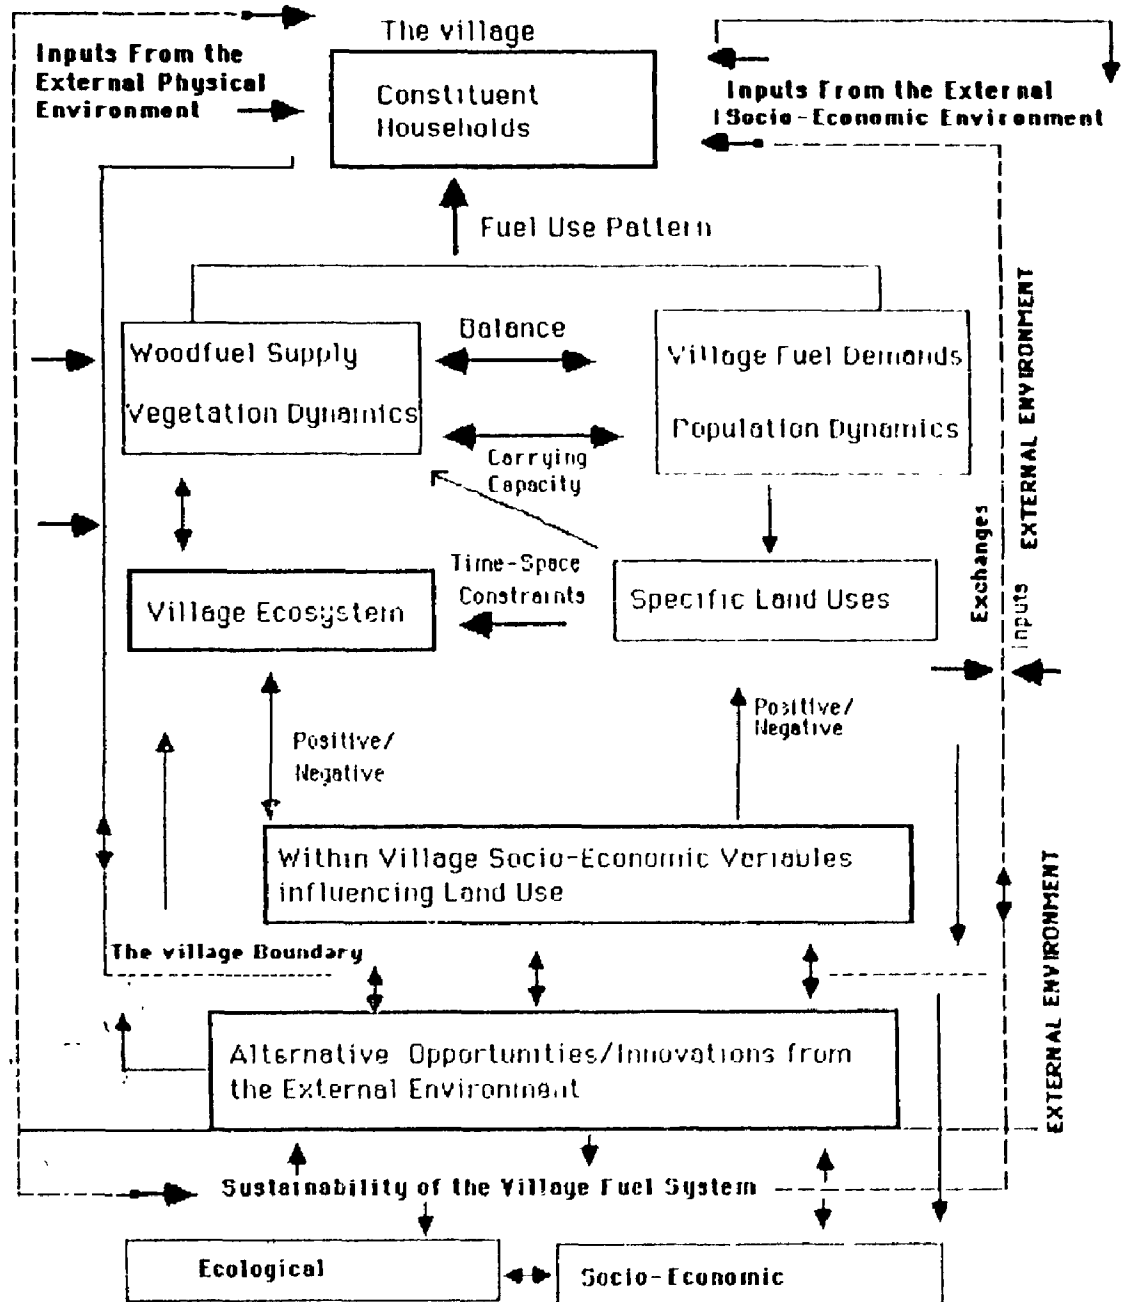 The village
Inputs From the
External Physical
Environment
Constituent
Households
Inputs From the External
Socio-Economic Environment
Fuel Use Pattern
Woodfuel Supply
Vegetation Dynamics
Balance
Carrying
Capacity
Village Fuel Demands
Population Dynamics
EXTERNAL ENVIRONMENT
Exchanges
Inputs
Village Ecosystem
Time-Space
Constraints
Specific Land Uses
Positive/
Negative
Positive/
Negative
Within Village Socio-Economic Variables
influencing Land Use
The village Boundary
EXTERNAL ENVIRONMENT
Alternative Opportunities/Innovations from
the External Environment
Sustainability of the Village Fuel System
Ecological
Socio-Economic